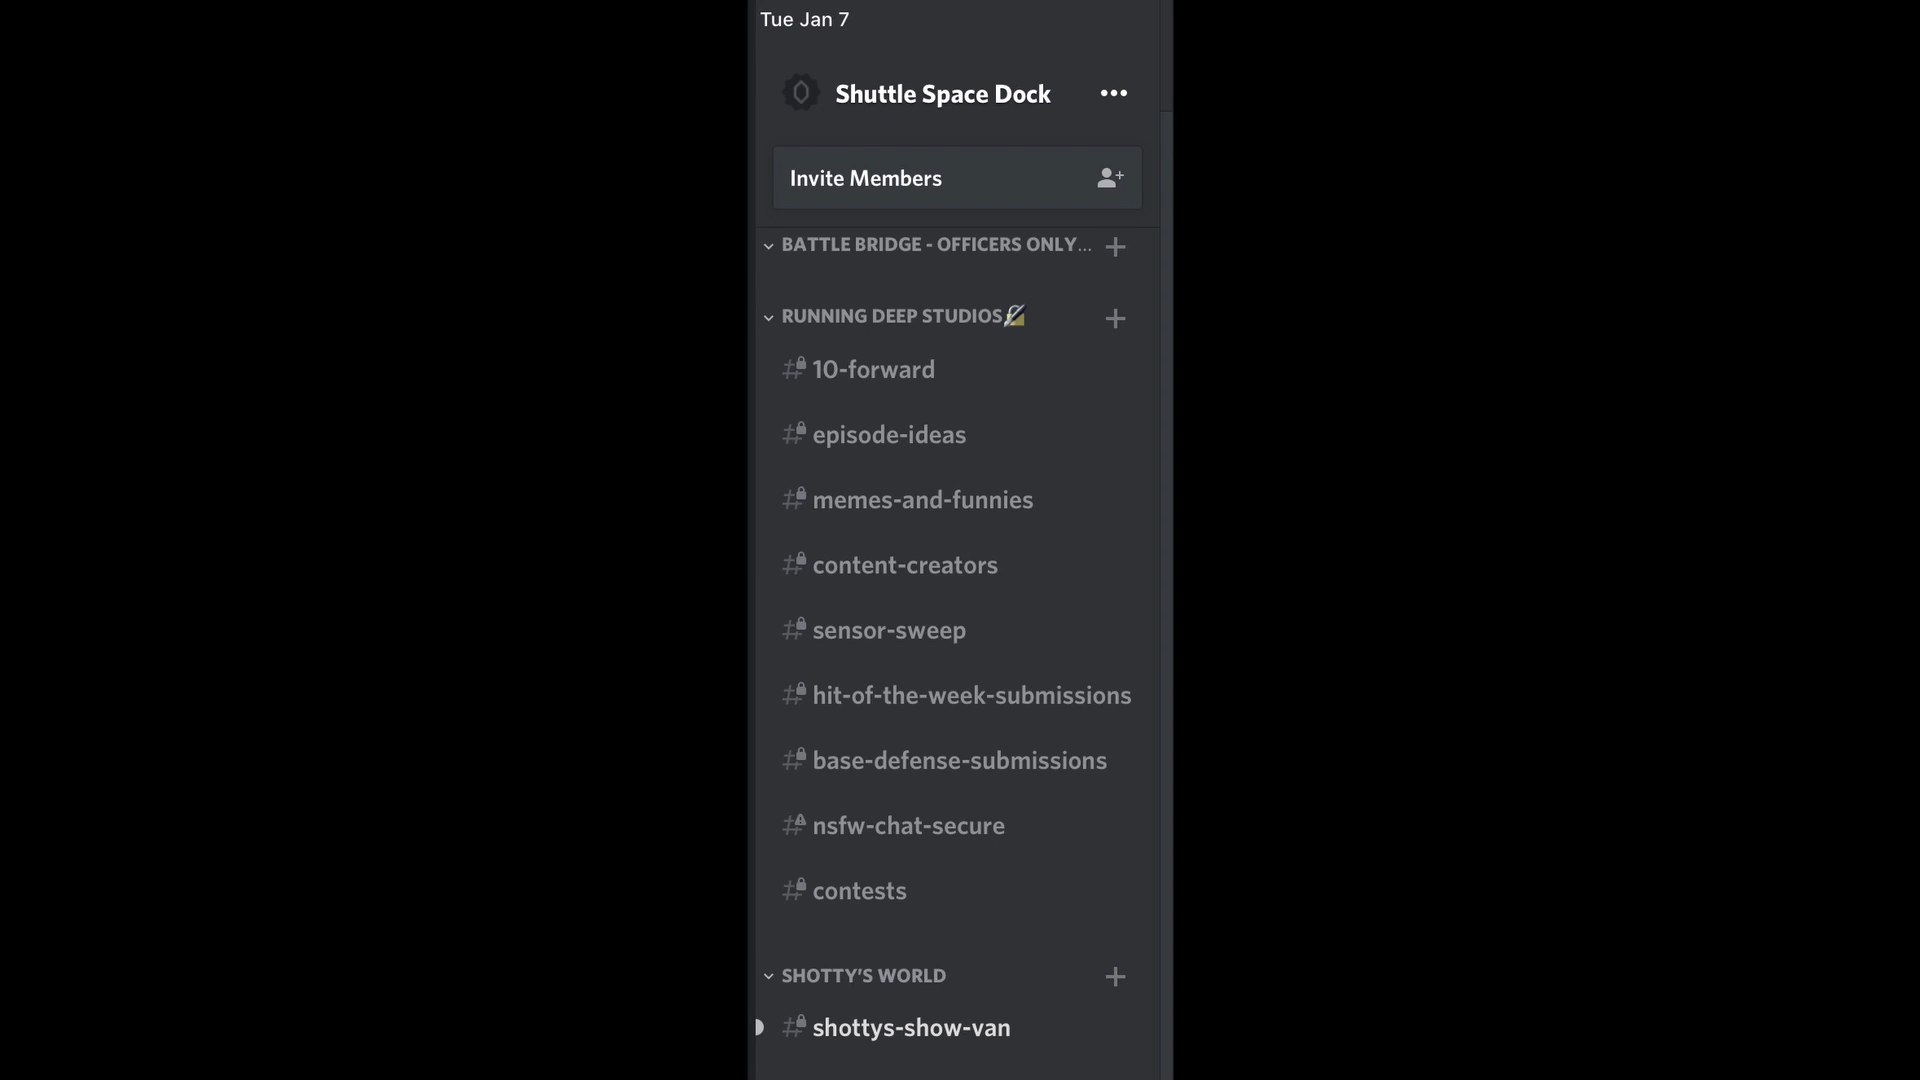 Tue Jan 7
Shuttle Space Dock
Invite Members
BATTLE BRIDGE - OFFICERS ONLY...
RUNNING DEEP STUDIOS
10-forward
episode-ideas
memes-and-funnies
content-creators
sensor-sweep
hit-of-the-week-submissions
base-defense-submissions
nsfw-chat-secure
contests
SHOTTY'S WORLD
shottys-show-van